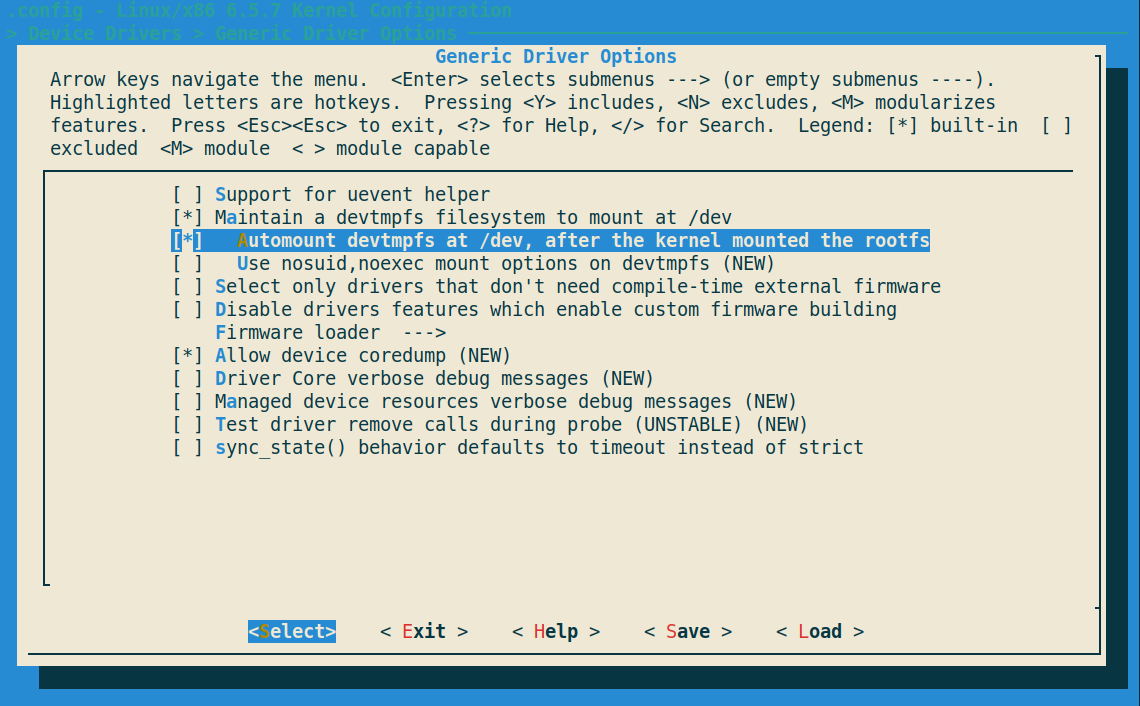 .config - Linux/x86 6.5.7 Kernel Configuration
> Device Drivers > Generic Driver Options
Generic Driver Options
Arrow keys navigate the menu.  <Enter> selects submenus ---> (or empty submenus ----).
Highlighted letters are hotkeys.  Pressing <Y> includes, <N> excludes, <M> modularizes
features.  Press <Esc><Esc> to exit, <?> for Help, </> for Search.  Legend: [*] built-in  [ ]
excluded  <M> module  < > module capable
[ ] Support for uevent helper
[*] Maintain a devtmpfs filesystem to mount at /dev
[*]   Automount devtmpfs at /dev, after the kernel mounted the rootfs
[ ]   Use nosuid,noexec mount options on devtmpfs (NEW)
[ ] Select only drivers that don't need compile-time external firmware
[ ] Disable drivers features which enable custom firmware building
Firmware loader  --->
[*] Allow device coredump (NEW)
[ ] Driver Core verbose debug messages (NEW)
[ ] Managed device resources verbose debug messages (NEW)
[ ] Test driver remove calls during probe (UNSTABLE) (NEW)
[ ] sync_state() behavior defaults to timeout instead of strict
<Select>    < Exit >    < Help >    < Save >    < Load >